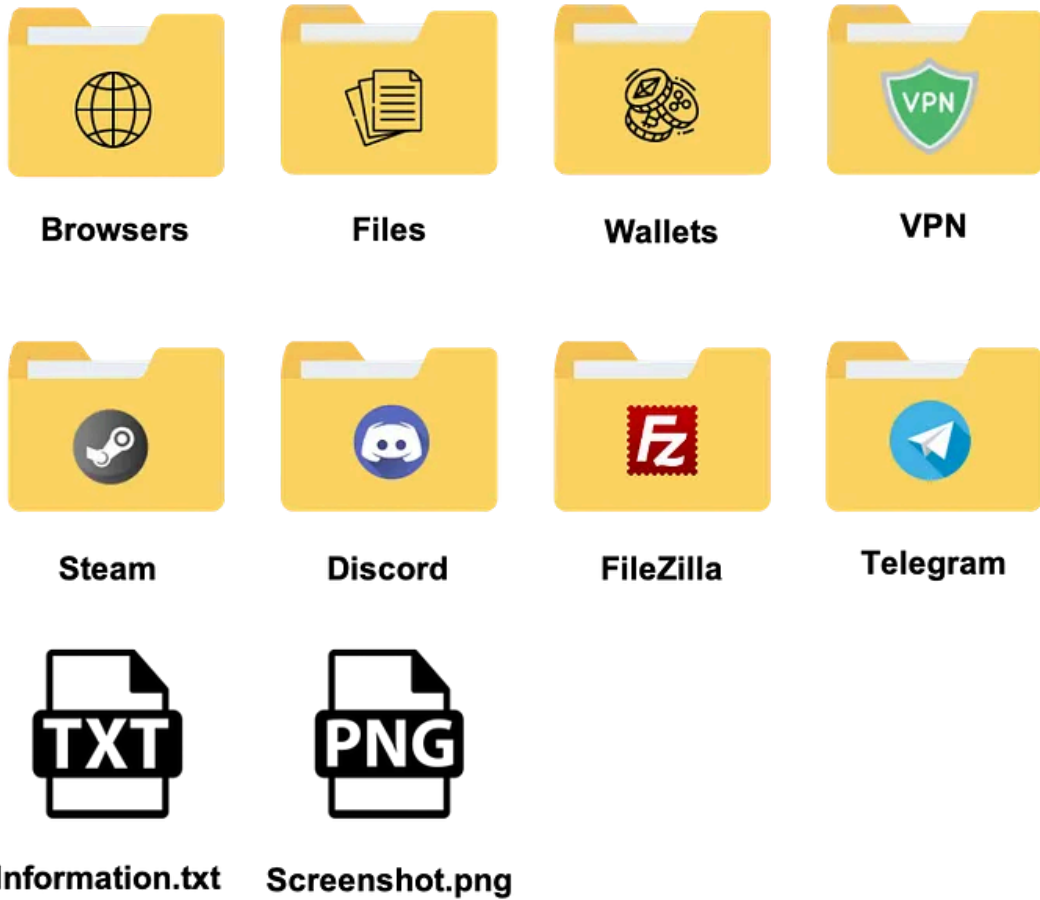 VPN
Browsers
Files
Wallets
VPN
Fz
Steam
Discord
FileZilla
Telegram
TXT
PNG
Information.txt
Screenshot.png